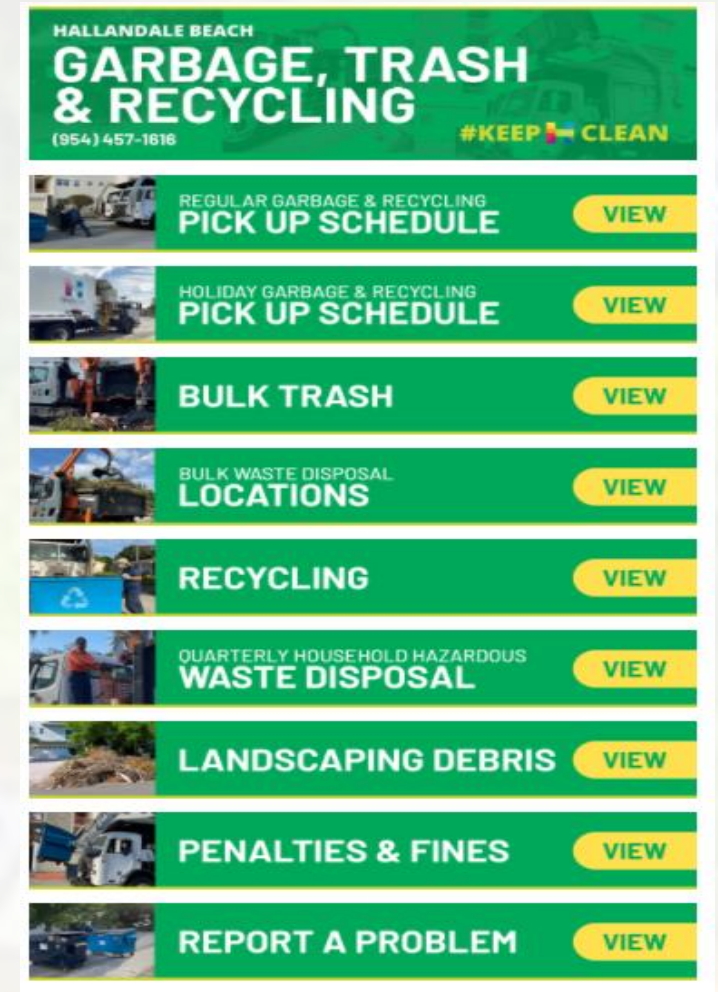 HALLANDALE BEACH
GARBAGE, TRASH
& RECYCLING
(954) 457-1616
#KEEP H CLEAN
REGULAR GARBAGE & RECYCLING
PICK UP SCHEDULE
VIEW
HOLIDAY GARBAGE & RECYCLING
PICK UP SCHEDULE
VIEW
BULK TRASH
VIEW
BULK WASTE DISPOSAL
LOCATIONS
VIEW
RECYCLING
VIEW
QUARTERLY HOUSEHOLD HAZARDOUS
WASTE DISPOSAL
VIEW
LANDSCAPING DEBRIS
VIEW
PENALTIES & FINES
VIEW
REPORT A PROBLEM
VIEW